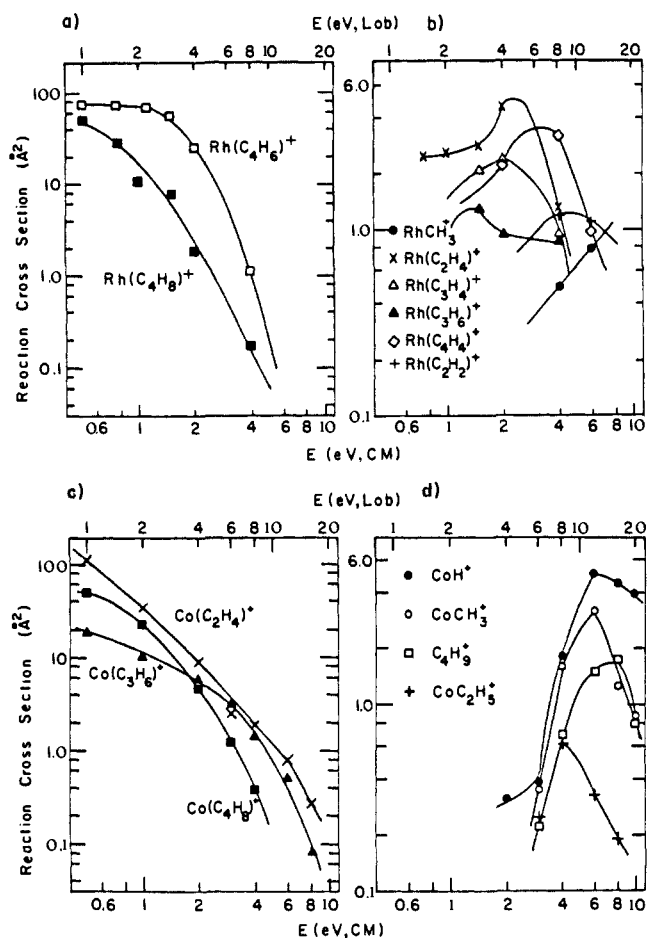 a)
E (eV, Lab)
b)
1 2 4 6 8 10 20
1 2 4 6 8 10 20
Reaction Cross Section (Å²)
100
10
1.0
0.1
Rh(C₄H₆)⁺
Rh(C₄H₈)⁺
6.0
1.0
0.1
● RhCH₃⁺
× Rh(C₂H₄)⁺
△ Rh(C₃H₄)⁺
▲ Rh(C₃H₆)⁺
◇ Rh(C₄H₄)⁺
+ Rh(C₂H₂)⁺
0.6 1 2 4 6 8 10
0.6 1 2 4 6 8 10
E (eV, CM)
c)
E (eV, Lab)
d)
1 2 4 6 8 10 20
1 2 4 6 8 10 20
Reaction Cross Section (Å²)
100
10
1.0
0.1
Co(C₂H₄)⁺
Co(C₃H₆)⁺
Co(C₄H₈)⁺
6.0
1.0
0.1
● CoH⁺
○ CoCH₃⁺
□ C₄H₉⁺
+ CoC₂H₅⁺
0.6 1 2 4 6 8 10
0.6 1 2 4 6 8 10
E (eV, CM)